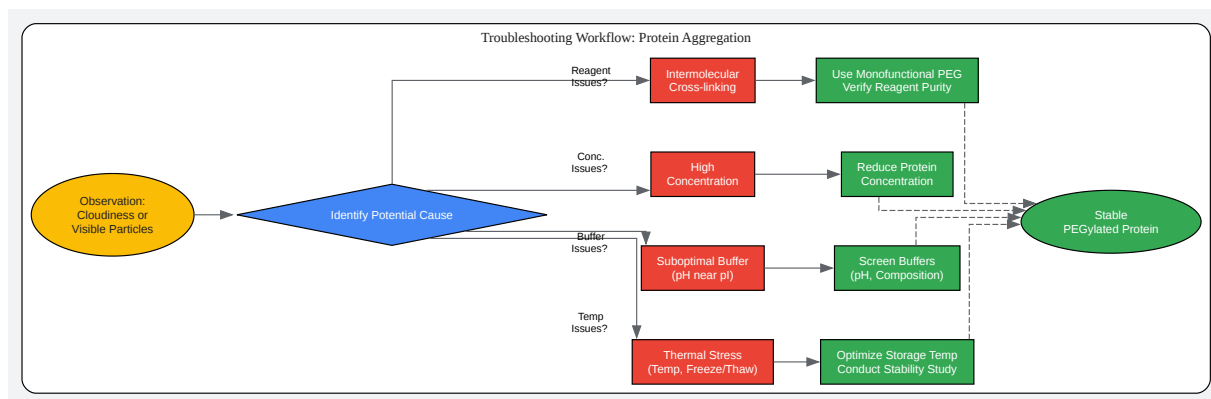 Troubleshooting Workflow: Protein Aggregation
Observation:
Cloudiness or
Visible Particles
Identify Potential Cause
Reagent
Issues?
Intermolecular
Cross-linking
Use Monofunctional PEG
Verify Reagent Purity
Conc.
Issues?
High
Concentration
Reduce Protein
Concentration
Buffer
Issues?
Suboptimal Buffer
(pH near pI)
Screen Buffers
(pH, Composition)
Temp
Issues?
Thermal Stress
(Temp, Freeze/Thaw)
Optimize Storage Temp
Conduct Stability Study
Stable
PEGylated Protein